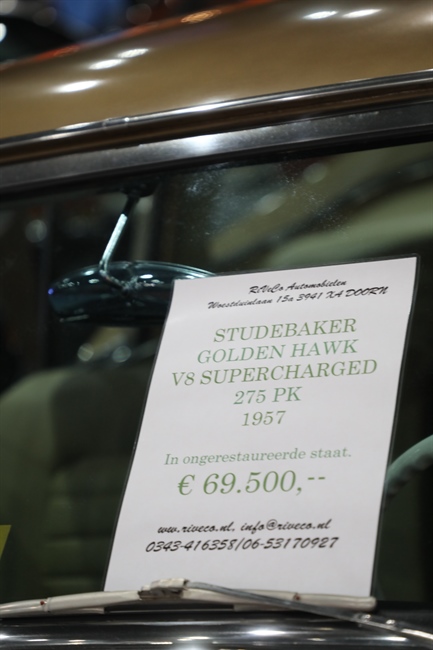 RiVeCo Automobielen
Woestduinlaan 15a 3941 XA DOORN
STUDEBAKER
GOLDEN HAWK
V8 SUPERCHARGED
275 PK
1957
In ongerestaureerde staat.
€ 69.500,--
www.riveco.nl, info@riveco.nl
0343-416358/06-53170927